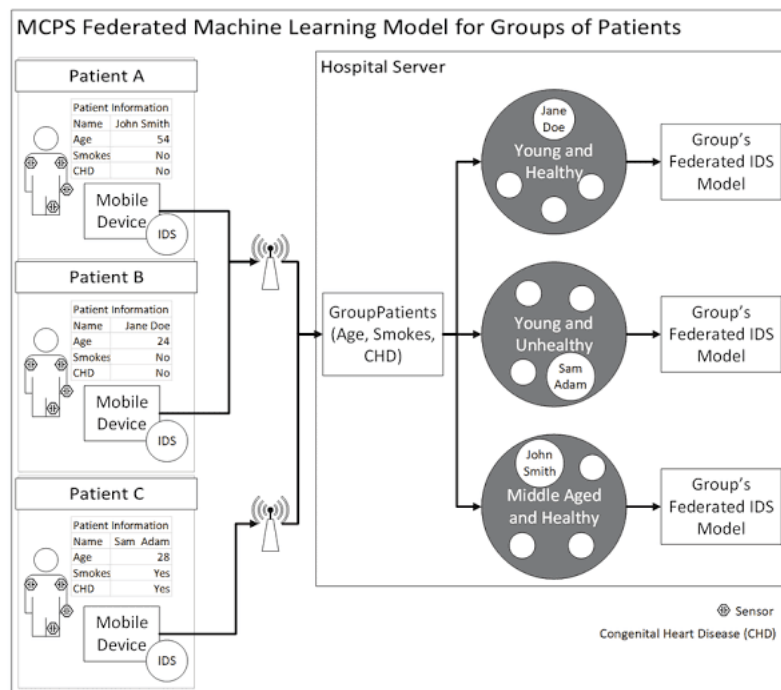 MCPS Federated Machine Learning Model for Groups of Patients
Patient A
Patient Information
Name John Smith
Age 54
Smokes No
CHD No
Mobile
Device
IDS
Patient B
Patient Information
Name Jane Doe
Age 24
Smokes No
CHD No
Mobile
Device
IDS
Patient C
Patient Information
Name Sam Adam
Age 28
Smokes Yes
CHD Yes
Mobile
Device
IDS
Hospital Server
GroupPatients
(Age, Smokes,
CHD)
Jane
Doe
Young and
Healthy
Group's
Federated IDS
Model
Young and
Unhealthy
Sam
Adam
Group's
Federated IDS
Model
John
Smith
Middle Aged
and Healthy
Group's
Federated IDS
Model
Sensor
Congenital Heart Disease (CHD)